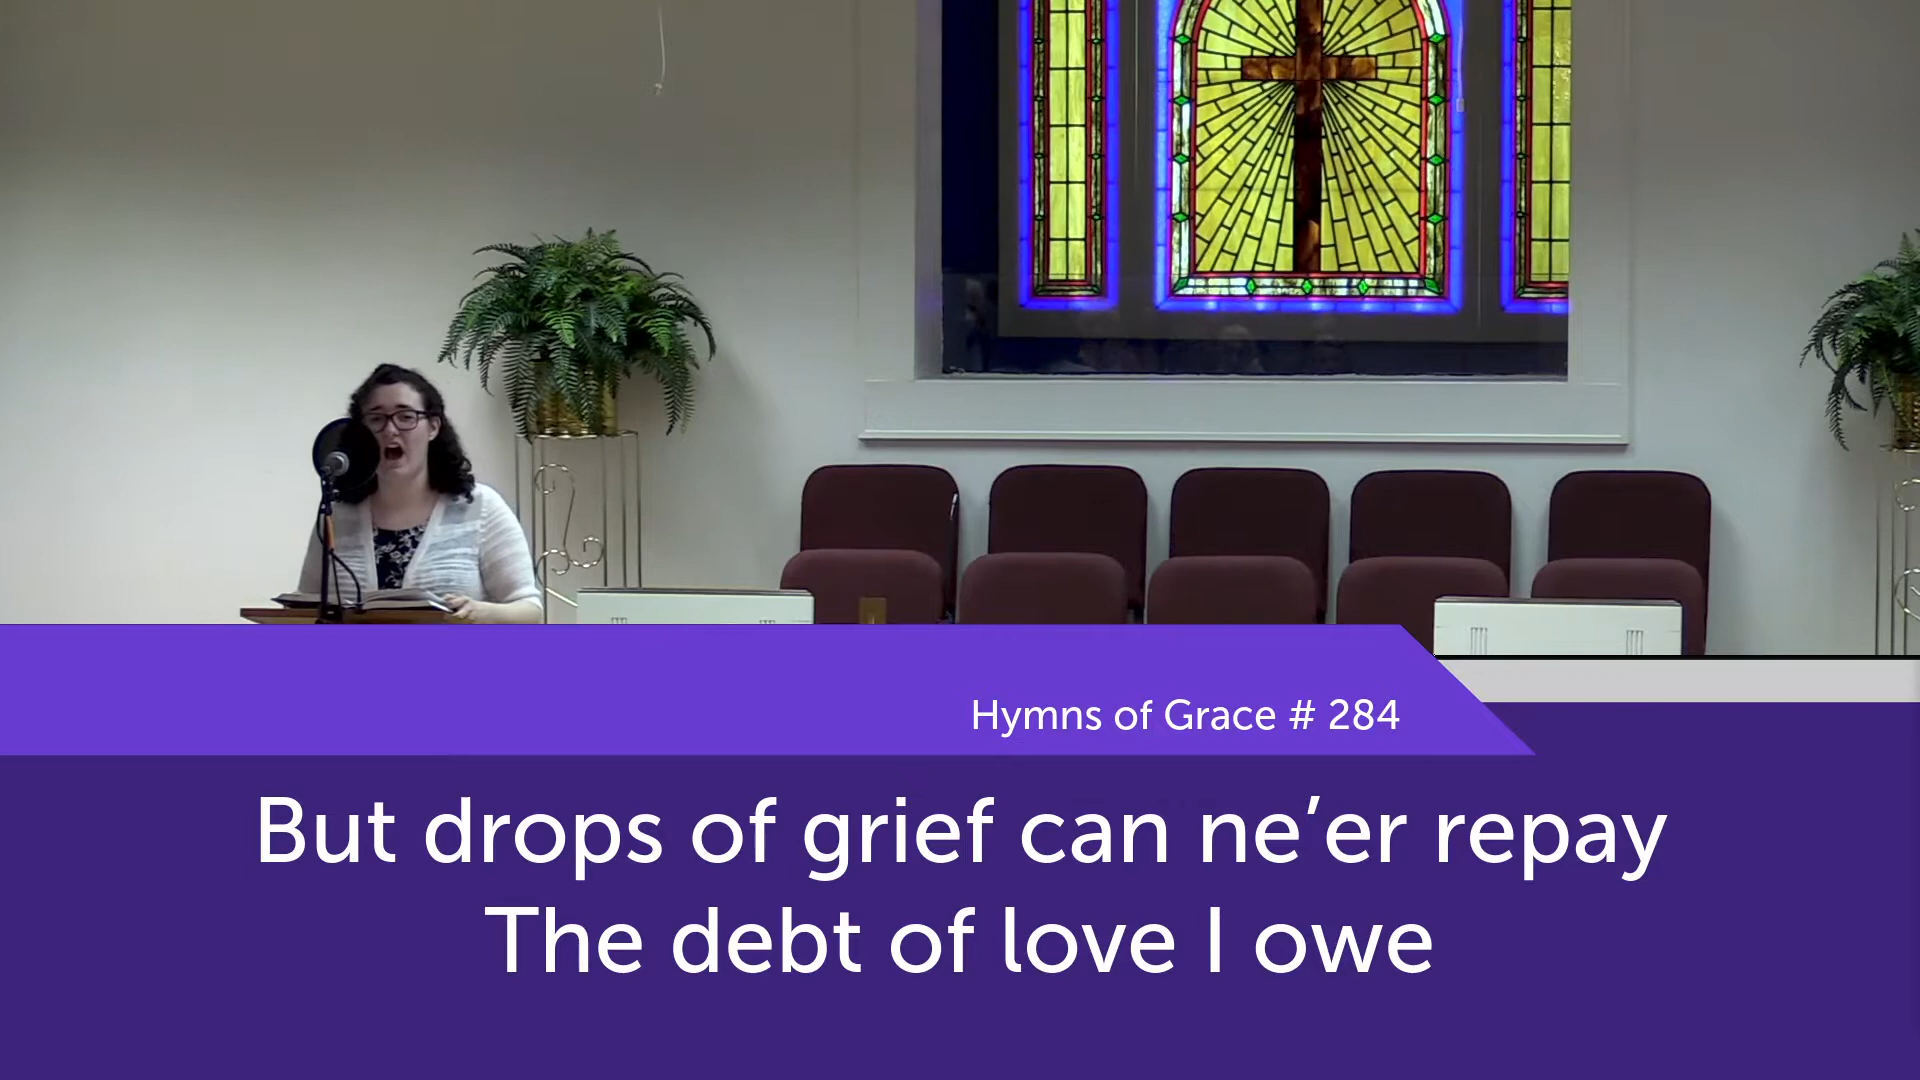 Hymns of Grace # 284
But drops of grief can ne’er repay
The debt of love I owe